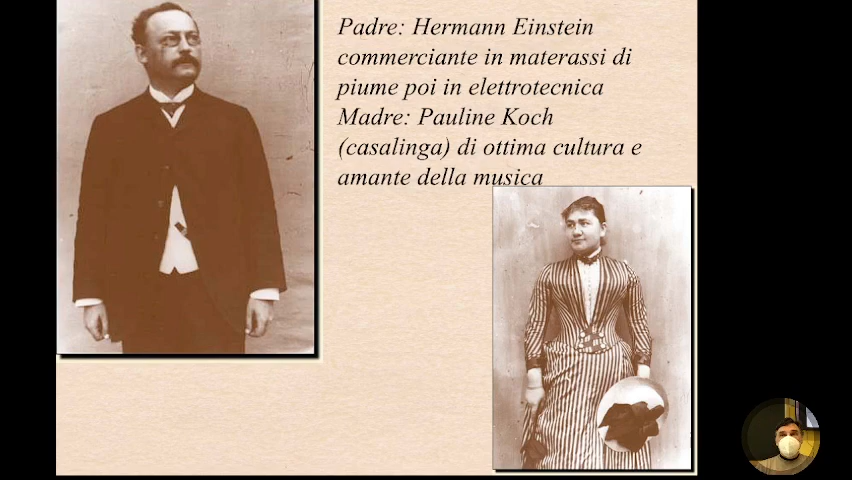 Padre: Hermann Einstein
commerciante in materassi di
piume poi in elettrotecnica
Madre: Pauline Koch
(casalinga) di ottima cultura e
amante della musica